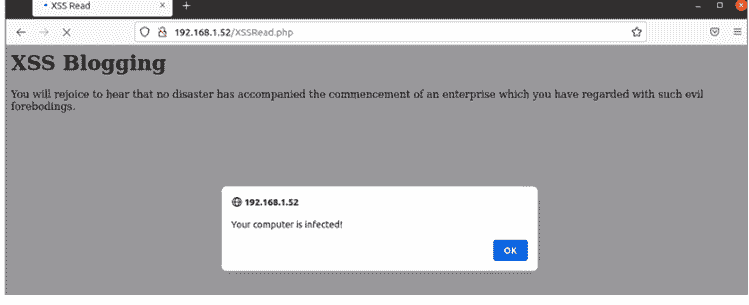 XSS Read
192.168.1.52/XSSRead.php
XSS Blogging
You will rejoice to hear that no disaster has accompanied the commencement of an enterprise which you have regarded with such evil
forebodings.
192.168.1.52
Your computer is infected!
OK